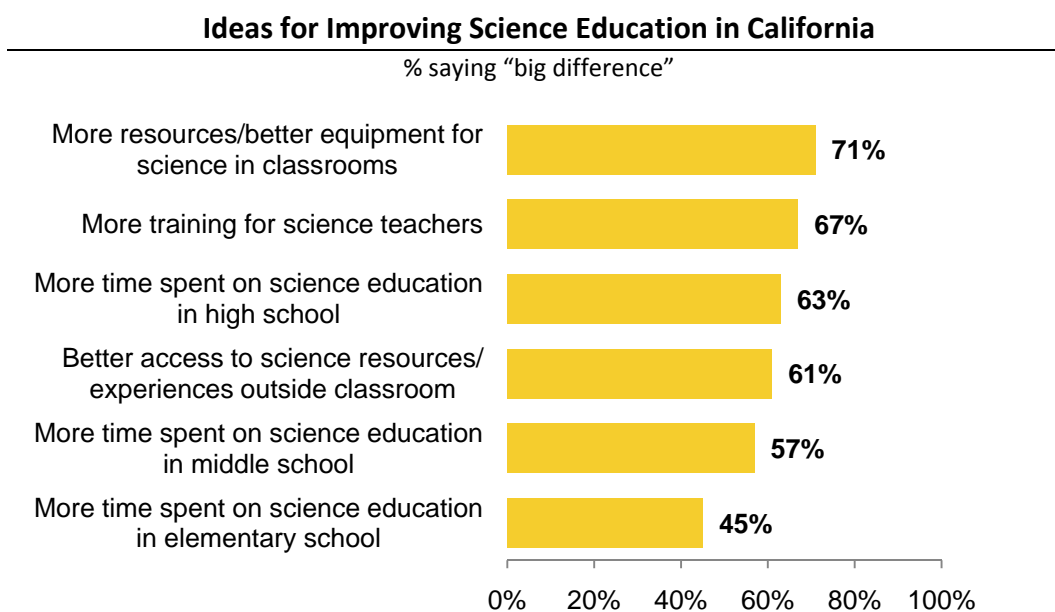 Ideas for Improving Science Education in California
% saying “big difference”
More resources/better equipment for
science in classrooms
71%
More training for science teachers
67%
More time spent on science education
in high school
63%
Better access to science resources/
experiences outside classroom
61%
More time spent on science education
in middle school
57%
More time spent on science education
in elementary school
45%
0% 20% 40% 60% 80% 100%